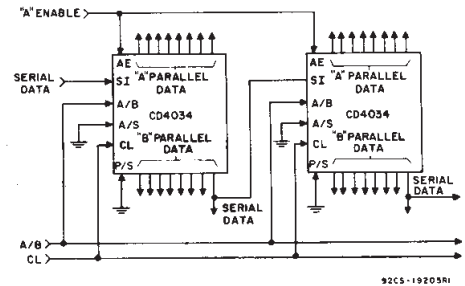 "A" ENABLE
AE
SERIAL
DATA
SI
"A" PARALLEL
DATA
A/B
CD4034
A/S
"B" PARALLEL
DATA
CL
P/S
SERIAL
DATA
AE
SI
"A" PARALLEL
DATA
A/B
CD4034
A/S
"B" PARALLEL
DATA
CL
P/S
SERIAL
DATA
A/B
CL
92CS-19205R1